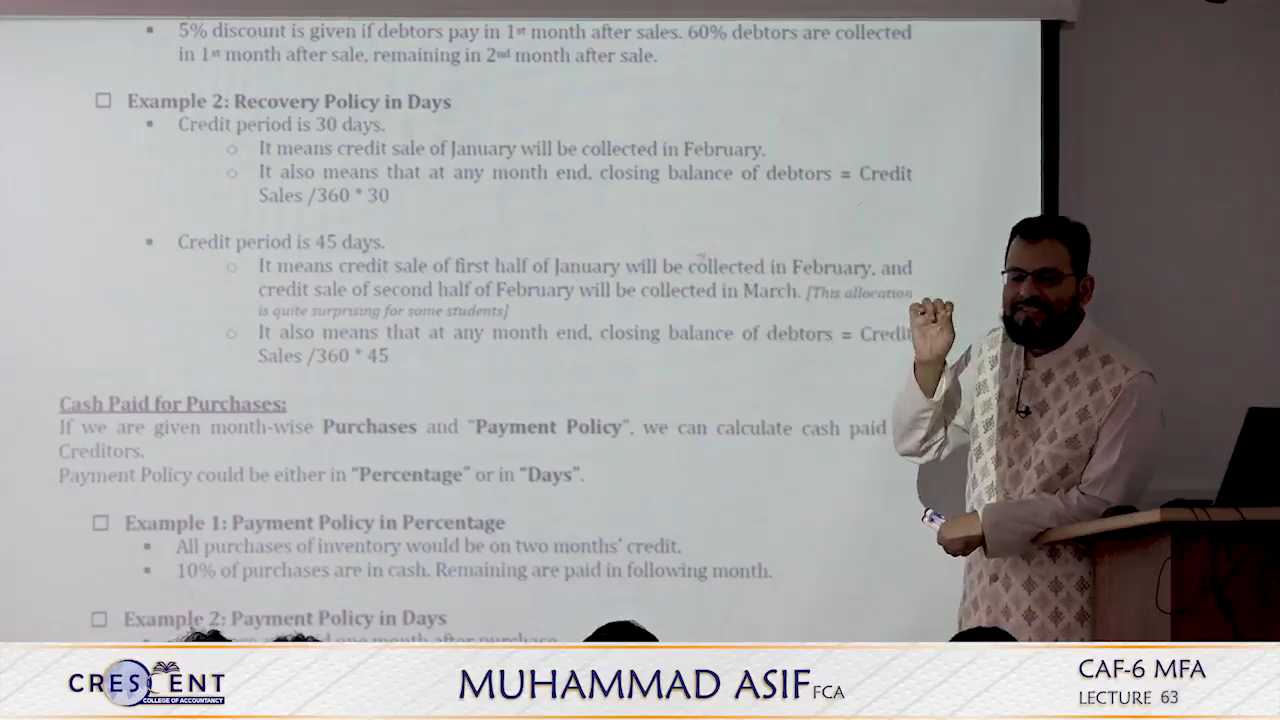 ▪ 5% discount is given if debtors pay in 1st month after sales. 60% debtors are collected
in 1st month after sale, remaining in 2nd month after sale.
☐ Example 2: Recovery Policy in Days
▪ Credit period is 30 days.
o It means credit sale of January will be collected in February.
o It also means that at any month end, closing balance of debtors = Credit
Sales /360 * 30
▪ Credit period is 45 days.
o It means credit sale of first half of January will be collected in February, and
credit sale of second half of February will be collected in March. [This allocation
is quite surprising for some students]
o It also means that at any month end, closing balance of debtors = Credit
Sales /360 * 45
Cash Paid for Purchases:
If we are given month-wise Purchases and "Payment Policy", we can calculate cash paid
Creditors.
Payment Policy could be either in "Percentage" or in "Days".
☐ Example 1: Payment Policy in Percentage
▪ All purchases of inventory would be on two months' credit.
▪ 10% of purchases are in cash. Remaining are paid in following month.
☐ Example 2: Payment Policy in Days
one month after purchase
CRESCENT
COLLEGE OF ACCOUNTANCY
MUHAMMAD ASIF FCA
CAF-6 MFA
LECTURE 63